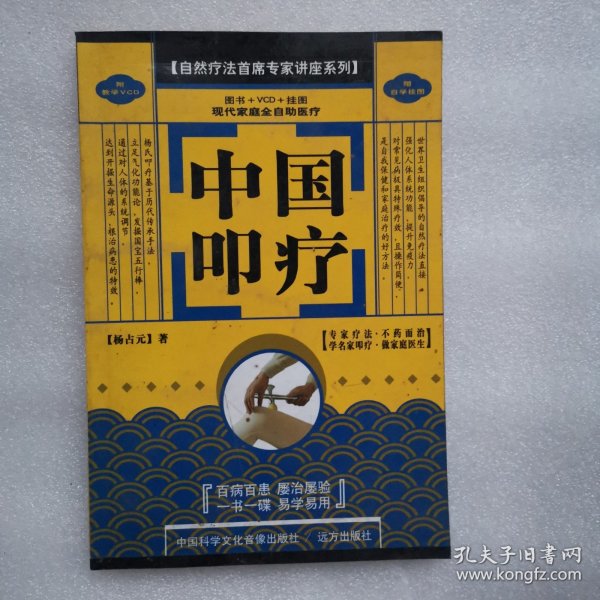 【自然疗法首席专家讲座系列】
附
教学VCD
赠
自学挂图
图书+VCD+挂图
现代家庭全自助医疗
中国
叩疗
世界卫生组织倡导的自然疗法直接
强化人体系统功能、提升免疫力,
对常见病极具特殊疗效,且操作简便,
是自我保健和家庭治疗的好方法。
杨氏叩疗基于历代传承手法,
立足气化功能论,发掘国宝五行棒,
通过对人体的系统调节,
达到开掘生命源头、根治病患的特效。
【杨占元】著
【专家疗法·不药而治
学名家叩疗·做家庭医生】
『百病百患 屡治屡验
一书一碟 易学易用』
中国科学文化音像出版社/远方出版社
孔夫子旧书网
www.kongfz.com